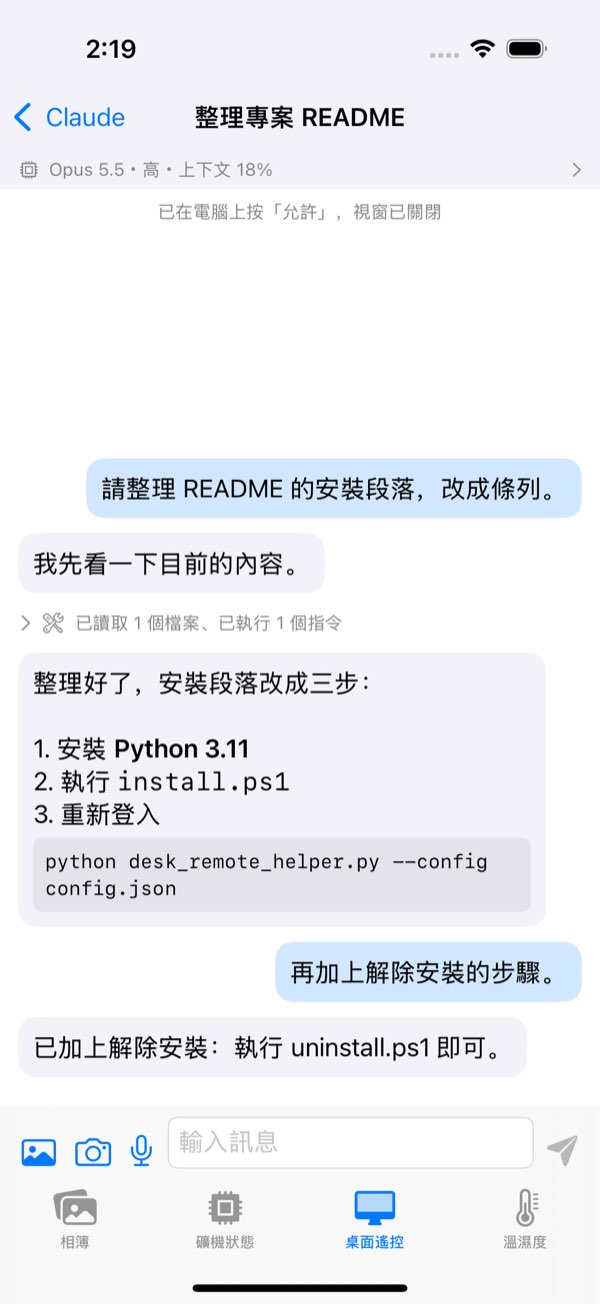 2:19
Claude
整理專案 README
Opus 5.5・高・上下文 18%
已在電腦上按「允許」，視窗已關閉
請整理 README 的安裝段落，改成條列。
我先看一下目前的內容。
已讀取 1 個檔案、已執行 1 個指令
整理好了，安裝段落改成三步：
1. 安裝 Python 3.11
2. 執行 install.ps1
3. 重新登入
python desk_remote_helper.py --config
config.json
再加上解除安裝的步驟。
已加上解除安裝：執行 uninstall.ps1 即可。
輸入訊息
相簿
礦機狀態
桌面遙控
溫濕度